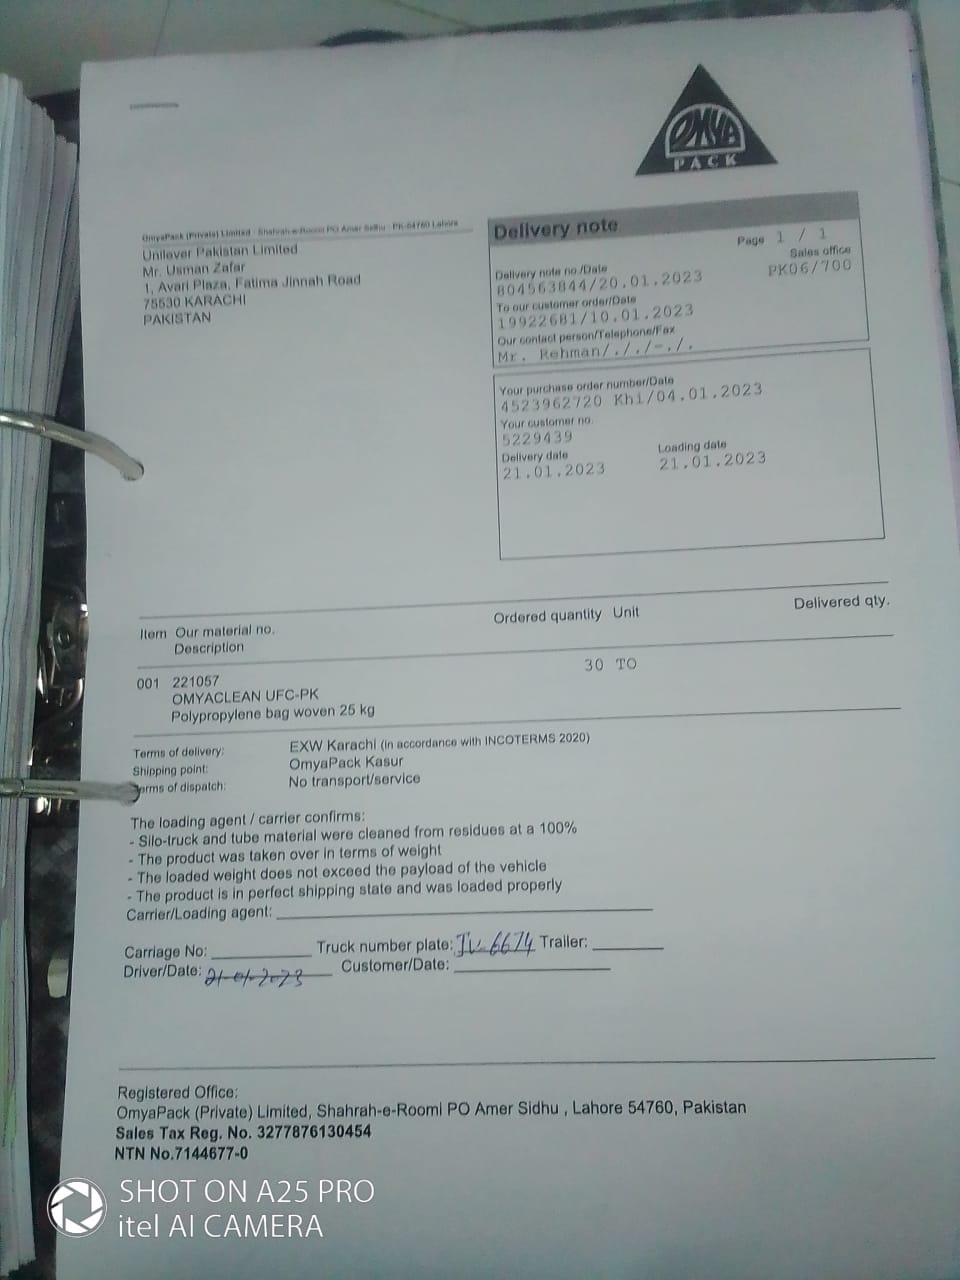 OMYA
PACK
OmyaPack (Private) Limited · Shahrah-e-Roomi PO Amer Sidhu · PK-54760 Lahore
Unilever Pakistan Limited
Mr. Usman Zafar
1, Avari Plaza, Fatima Jinnah Road
75530 KARACHI
PAKISTAN
Delivery note
Page 1 / 1
Delivery note no./Date
Sales office
804563844/20.01.2023
PK06/700
To our customer order/Date
19922681/10.01.2023
Our contact person/Telephone/Fax
Mr. Rehman/././-./.
Your purchase order number/Date
4523962720 Khi/04.01.2023
Your customer no.
5229439
Delivery date Loading date
21.01.2023 21.01.2023
Item Our material no. Ordered quantity Unit Delivered qty.
Description
001 221057 30 TO
OMYACLEAN UFC-PK
Polypropylene bag woven 25 kg
Terms of delivery: EXW Karachi (in accordance with INCOTERMS 2020)
Shipping point: OmyaPack Kasur
erms of dispatch: No transport/service
The loading agent / carrier confirms:
- Silo-truck and tube material were cleaned from residues at a 100%
- The product was taken over in terms of weight
- The loaded weight does not exceed the payload of the vehicle
- The product is in perfect shipping state and was loaded properly
Carrier/Loading agent:
Carriage No: Truck number plate: -6674 Trailer:
Driver/Date: 21-01-2023 Customer/Date:
Registered Office:
OmyaPack (Private) Limited, Shahrah-e-Roomi PO Amer Sidhu , Lahore 54760, Pakistan
Sales Tax Reg. No. 3277876130454
NTN No.7144677-0
SHOT ON A25 PRO
itel AI CAMERA